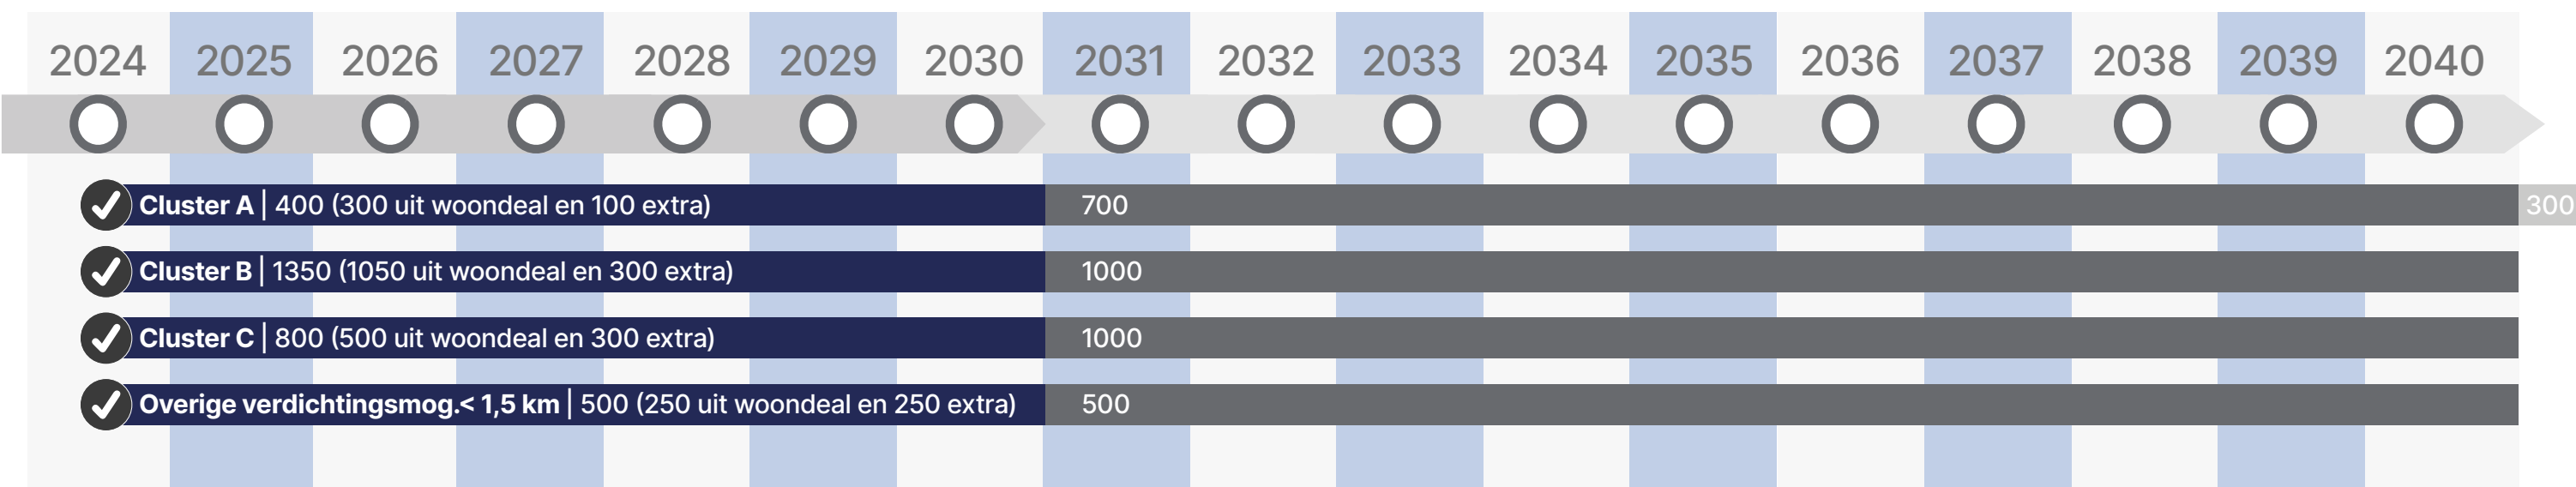 2024 2025 2026 2027 2028 2029 2030 2031 2032 2033 2034 2035 2036 2037 2038 2039 2040
Cluster A | 400 (300 uit woondeal en 100 extra) 700 300
Cluster B | 1350 (1050 uit woondeal en 300 extra) 1000
Cluster C | 800 (500 uit woondeal en 300 extra) 1000
Overige verdichtingsmog.< 1,5 km | 500 (250 uit woondeal en 250 extra) 500